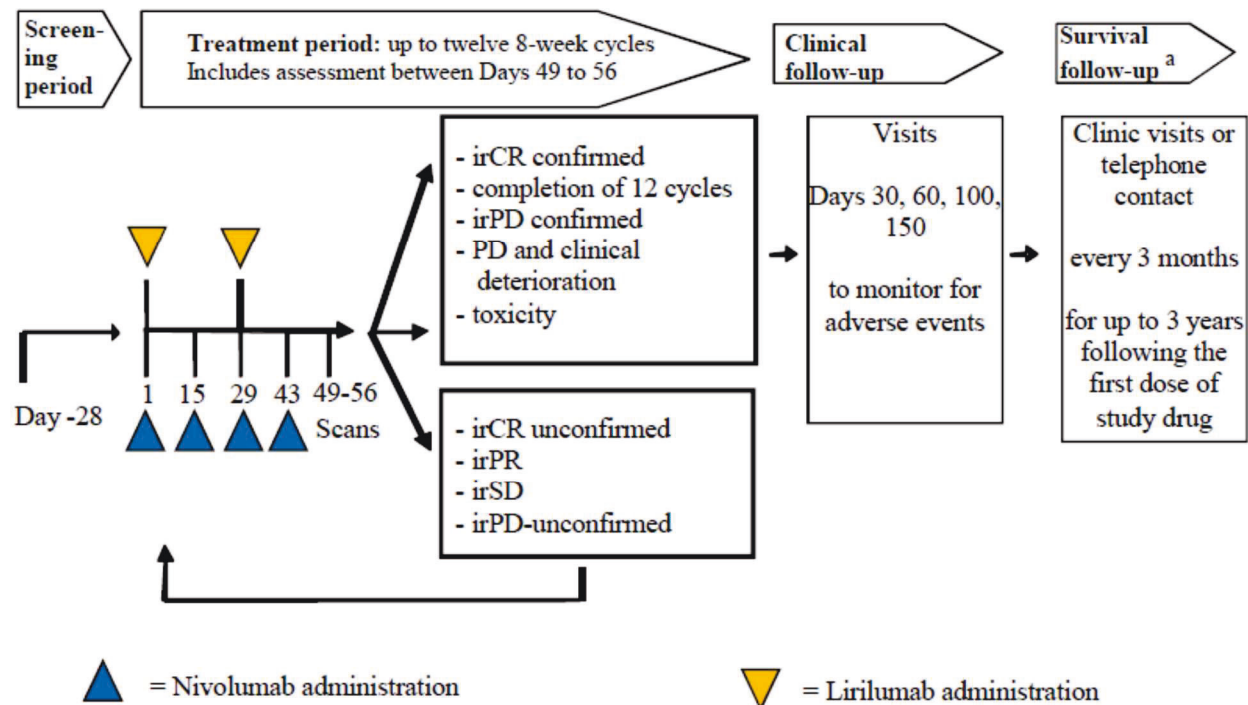 Screen-
ing
period
Treatment period: up to twelve 8-week cycles
Includes assessment between Days 49 to 56
Clinical
follow-up
Survival
follow-up a
- irCR confirmed
- completion of 12 cycles
- irPD confirmed
- PD and clinical
deterioration
- toxicity
Visits
Days 30, 60, 100,
150
to monitor for
adverse events
Clinic visits or
telephone
contact
every 3 months
for up to 3 years
following the
first dose of
study drug
Day -28
1 15 29 43 49-56
Scans
- irCR unconfirmed
- irPR
- irSD
- irPD-unconfirmed
= Nivolumab administration
= Lirilumab administration